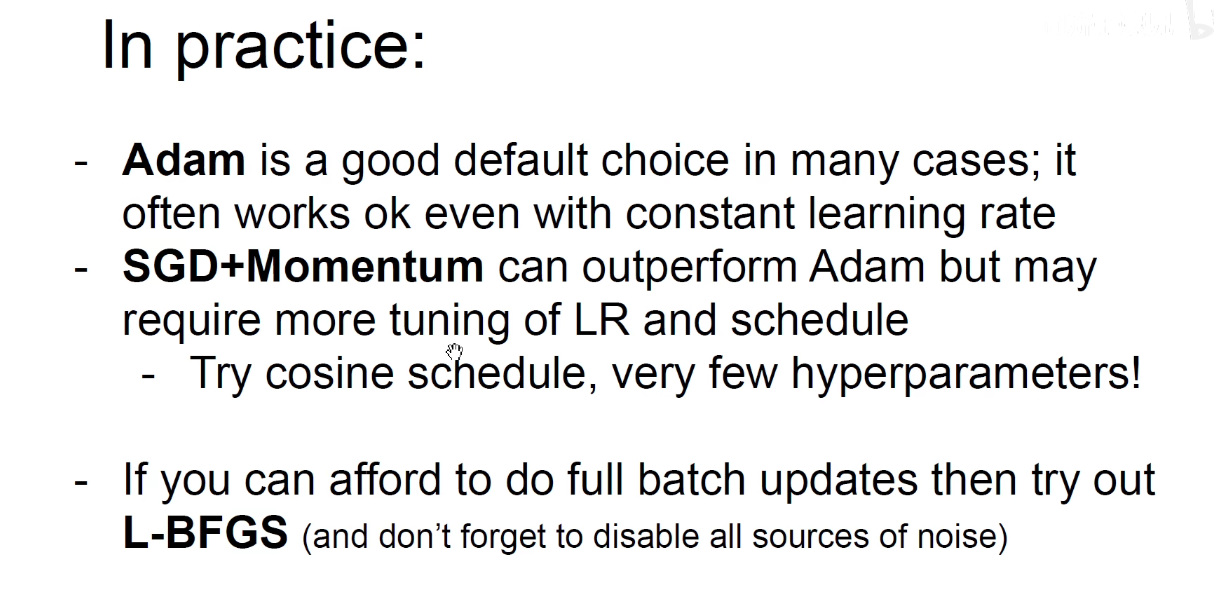 In practice:
- Adam is a good default choice in many cases; it
often works ok even with constant learning rate
- SGD+Momentum can outperform Adam but may
require more tuning of LR and schedule
- Try cosine schedule, very few hyperparameters!
- If you can afford to do full batch updates then try out
L-BFGS (and don’t forget to disable all sources of noise)